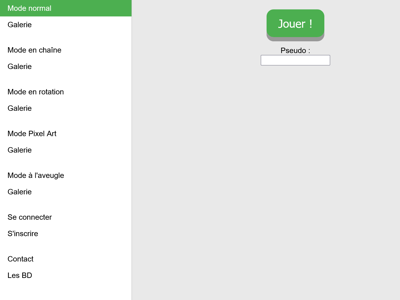 Mode normal
Galerie
Mode en chaîne
Galerie
Mode en rotation
Galerie
Mode Pixel Art
Galerie
Mode à l'aveugle
Galerie
Se connecter
S'inscrire
Contact
Les BD
Jouer !
Pseudo :